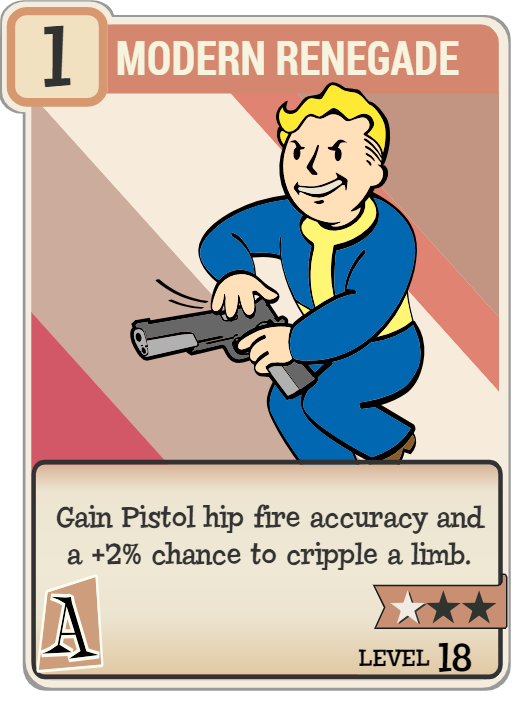 1
MODERN RENEGADE
Gain Pistol hip fire accuracy and
a +2% chance to cripple a limb.
A
LEVEL 18